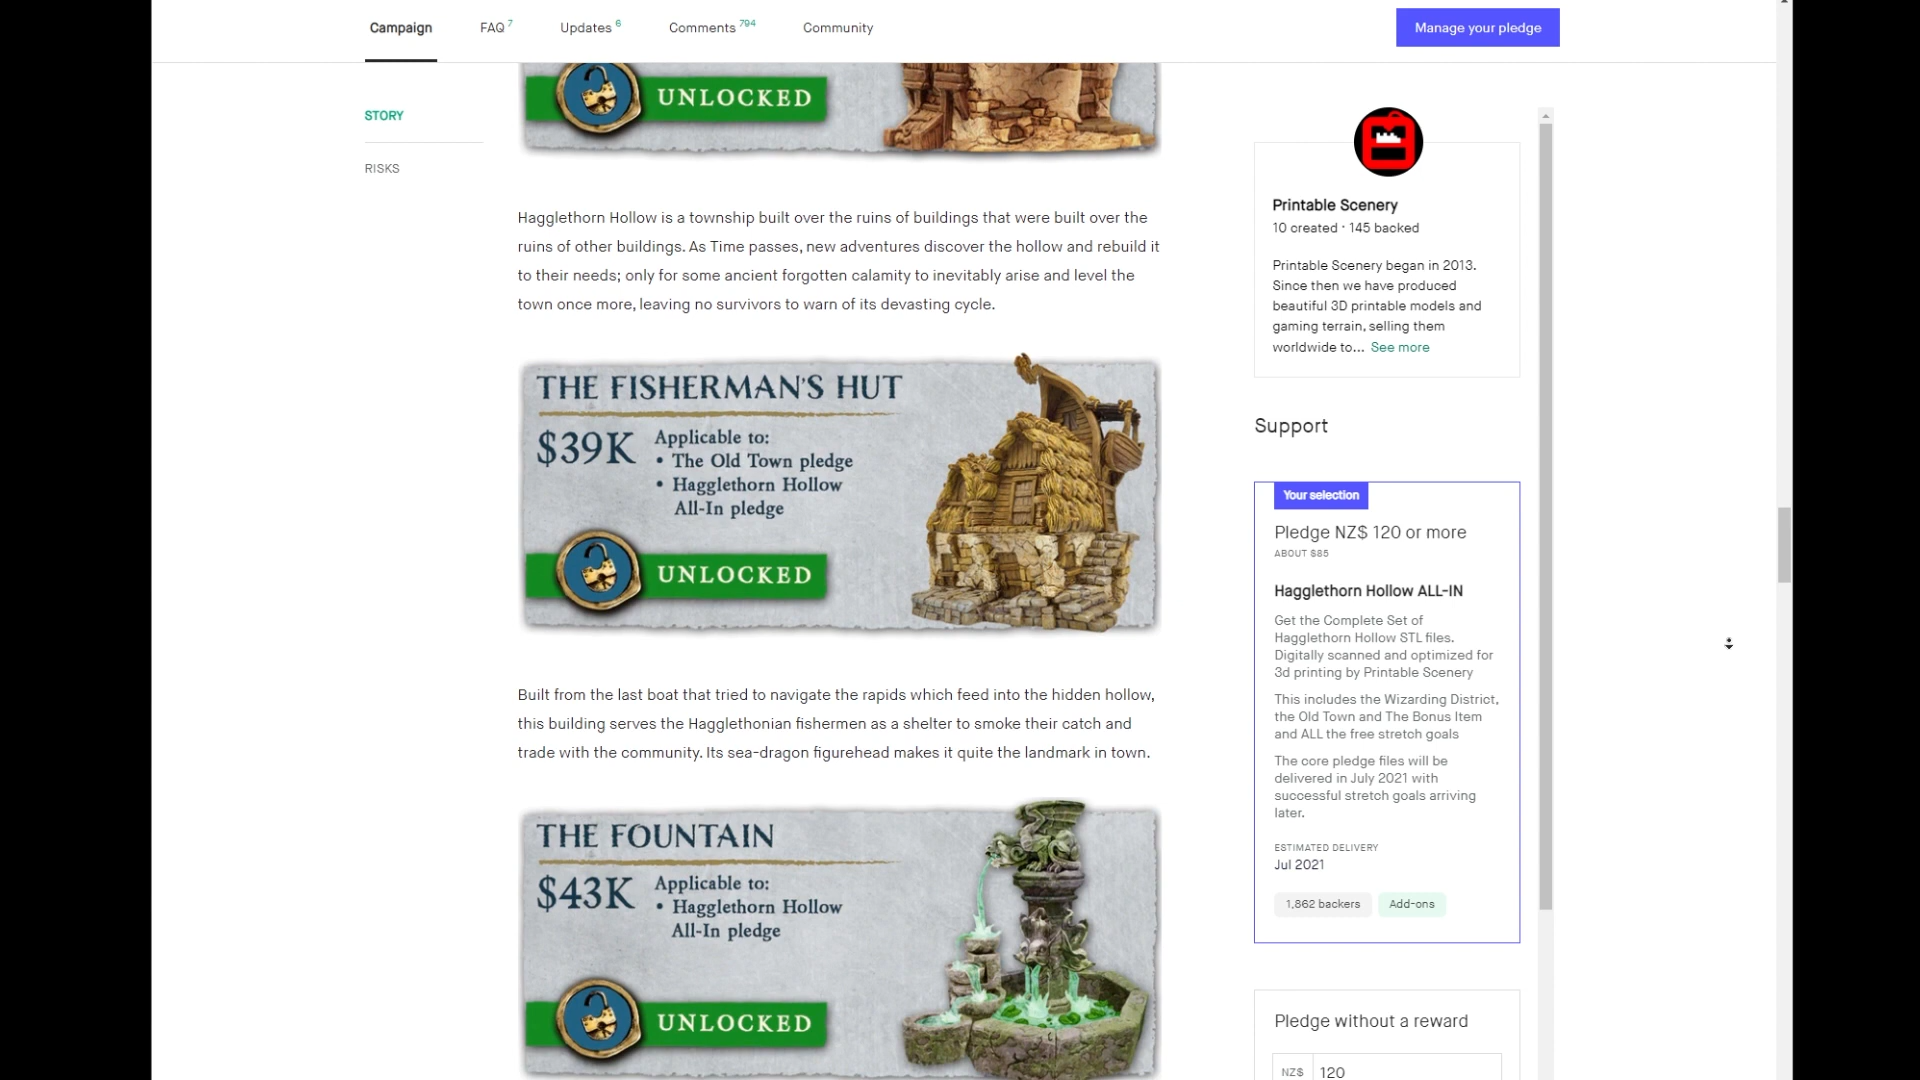 Campaign
FAQ 7
Updates 6
Comments 794
Community
Manage your pledge
STORY
RISKS
UNLOCKED
Hagglethorn Hollow is a township built over the ruins of buildings that were built over the
ruins of other buildings. As Time passes, new adventures discover the hollow and rebuild it
to their needs; only for some ancient forgotten calamity to inevitably arise and level the
town once more, leaving no survivors to warn of its devasting cycle.
THE FISHERMAN'S HUT
$39K
Applicable to:
• The Old Town pledge
• Hagglethorn Hollow
All-In pledge
UNLOCKED
Built from the last boat that tried to navigate the rapids which feed into the hidden hollow,
this building serves the Hagglethonian fishermen as a shelter to smoke their catch and
trade with the community. Its sea-dragon figurehead makes it quite the landmark in town.
THE FOUNTAIN
$43K
Applicable to:
• Hagglethorn Hollow
All-In pledge
UNLOCKED
Printable Scenery
10 created · 145 backed
Printable Scenery began in 2013.
Since then we have produced
beautiful 3D printable models and
gaming terrain, selling them
worldwide to... See more
Support
Your selection
Pledge NZ$ 120 or more
ABOUT $85
Hagglethorn Hollow ALL-IN
Get the Complete Set of
Hagglethorn Hollow STL files.
Digitally scanned and optimized for
3d printing by Printable Scenery
This includes the Wizarding District,
the Old Town and The Bonus Item
and ALL the free stretch goals
The core pledge files will be
delivered in July 2021 with
successful stretch goals arriving
later.
ESTIMATED DELIVERY
Jul 2021
1,862 backers
Add-ons
Pledge without a reward
NZ$ 120